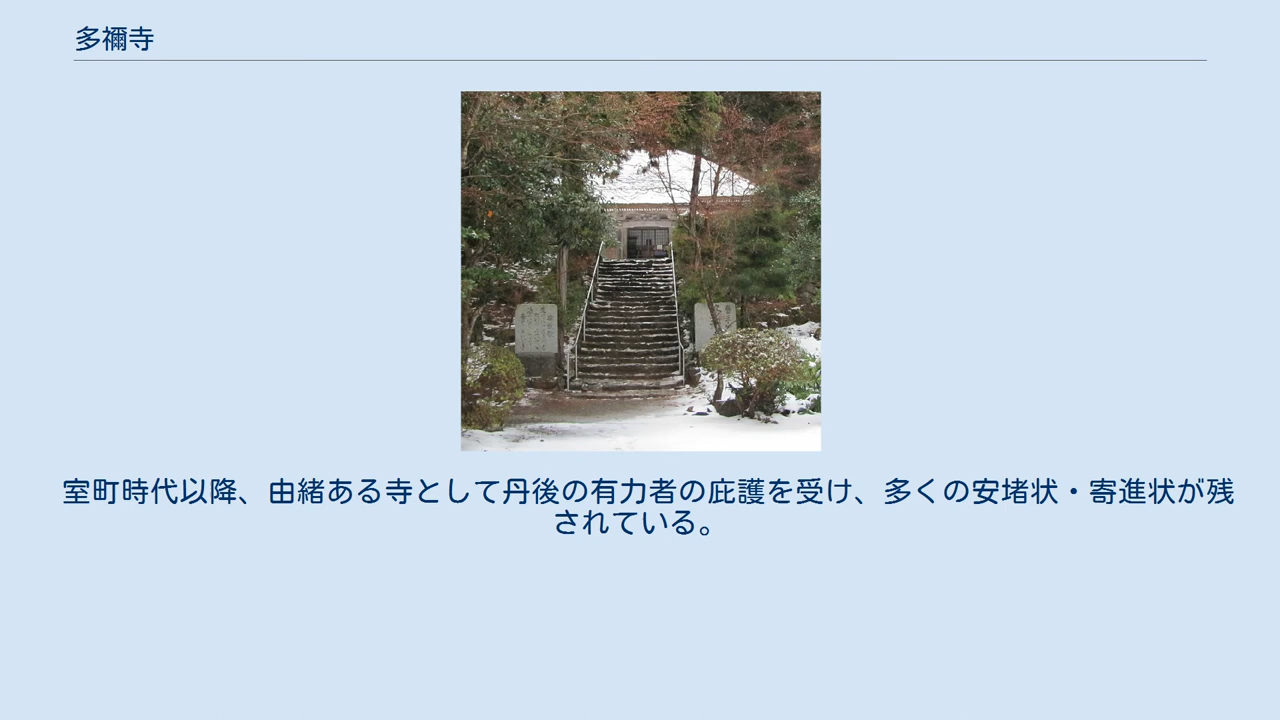 多禰寺
室町時代以降、由緒ある寺として丹後の有力者の庇護を受け、多くの安堵状・寄進状が残
されている。